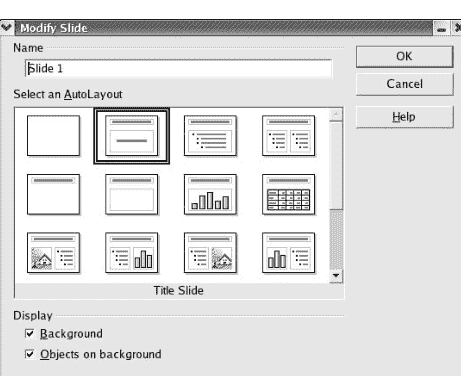 Modify Slide
Name
Slide 1
Select an AutoLayout
Title Slide
Display
Background
Objects on background
OK
Cancel
Help